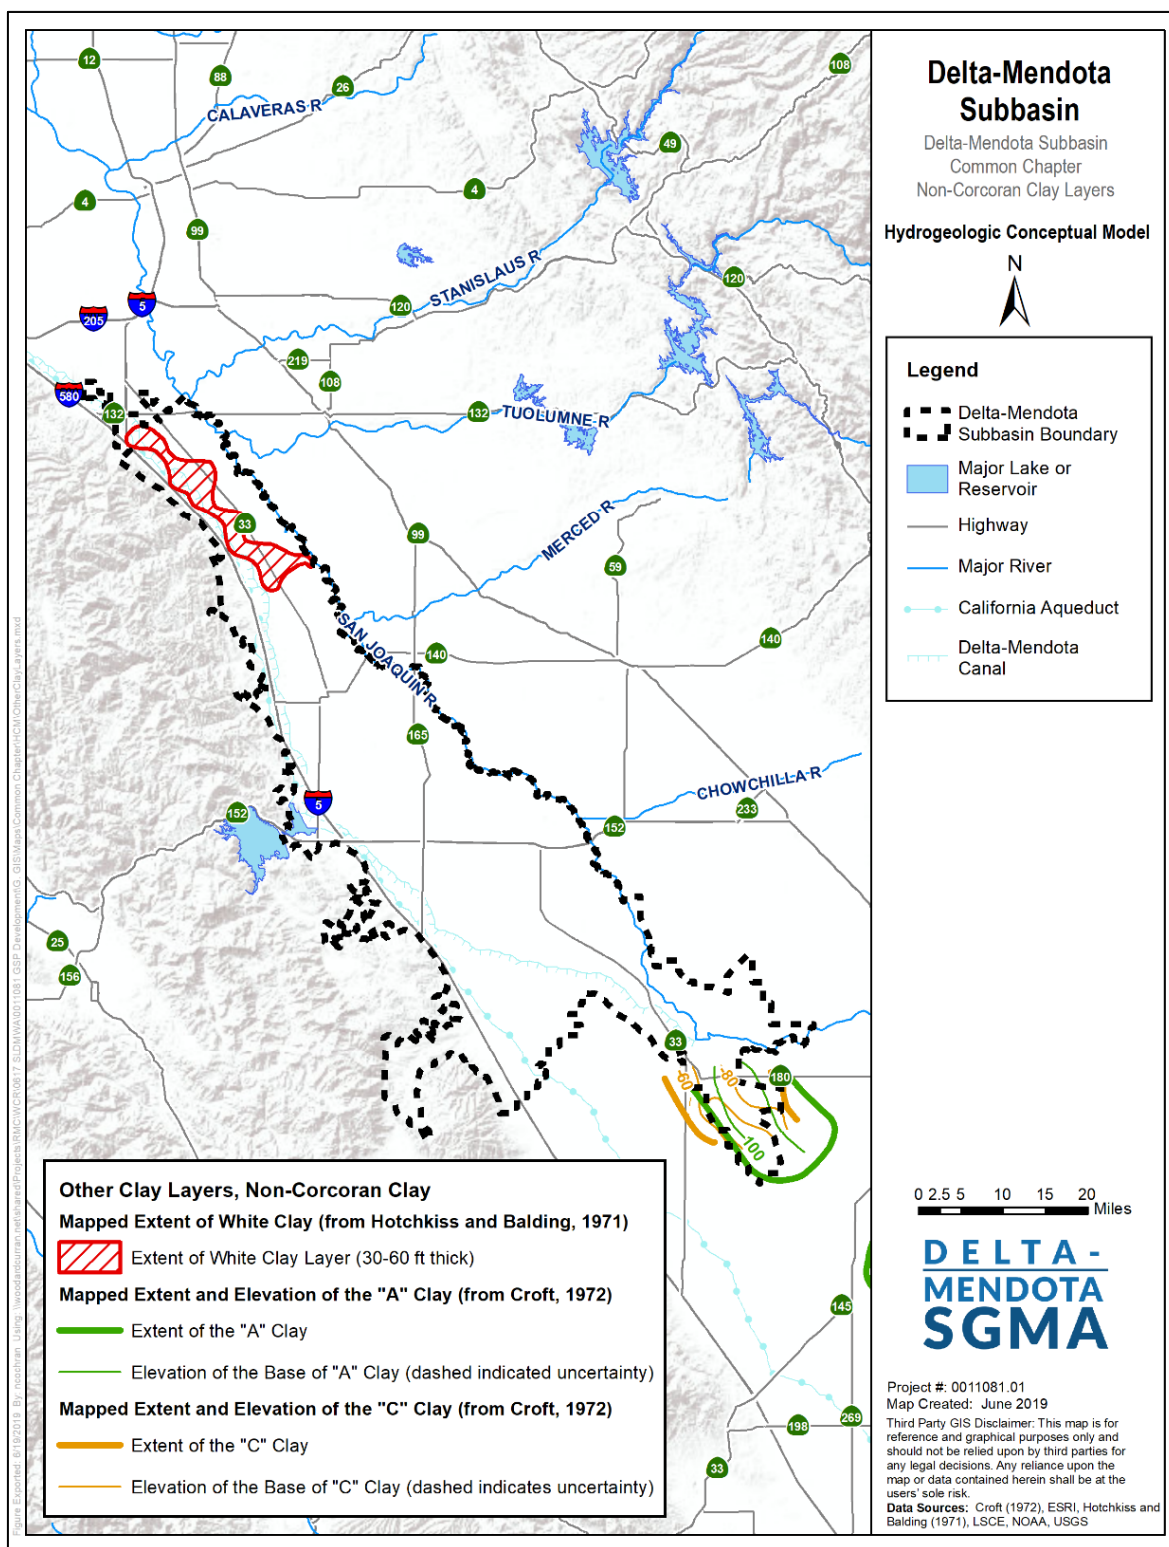 Delta-Mendota
Subbasin
Delta-Mendota Subbasin
Common Chapter
Non-Corcoran Clay Layers
Hydrogeologic Conceptual Model
N
Legend
Delta-Mendota
Subbasin Boundary
Major Lake or
Reservoir
Highway
Major River
California Aqueduct
Delta-Mendota
Canal
12
88
26
108
CALAVERAS R
49
4
4
99
STANISLAUS R
120
5
205
120
219
108
580
132
132
TUOLUMNE R
33
99
MERCED R
59
SAN JOAQUIN R
140
140
165
CHOWCHILLA R
5
152
152
233
25
156
33
180
-60
-80
100
145
198
269
33
Other Clay Layers, Non-Corcoran Clay
Mapped Extent of White Clay (from Hotchkiss and Balding, 1971)
Extent of White Clay Layer (30-60 ft thick)
Mapped Extent and Elevation of the "A" Clay (from Croft, 1972)
Extent of the "A" Clay
Elevation of the Base of "A" Clay (dashed indicated uncertainty)
Mapped Extent and Elevation of the "C" Clay (from Croft, 1972)
Extent of the "C" Clay
Elevation of the Base of "C" Clay (dashed indicates uncertainty)
0 2.5 5 10 15 20
Miles
DELTA-
MENDOTA
SGMA
Project #: 0011081.01
Map Created: June 2019
Third Party GIS Disclaimer: This map is for
reference and graphical purposes only and
should not be relied upon by third parties for
any legal decisions. Any reliance upon the
map or data contained herein shall be at the
users' sole risk.
Data Sources: Croft (1972), ESRI, Hotchkiss and
Balding (1971), LSCE, NOAA, USGS